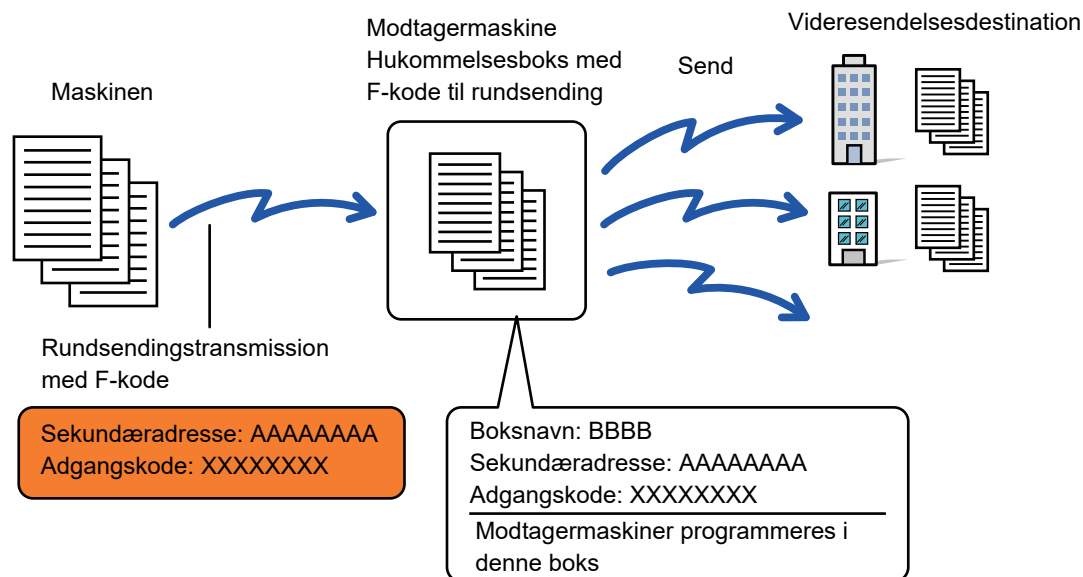 Maskinen
Modtagermaskine
Hukommelsesboks med
F-kode til rundsending
Send
Videresendelsesdestination
Rundsendingstransmission
med F-kode
Sekundæradresse: AAAAAAAA
Adgangskode: XXXXXXXX
Boksnavn: BBBB
Sekundæradresse: AAAAAAAA
Adgangskode: XXXXXXXX
Modtagermaskiner programmeres i
denne boks